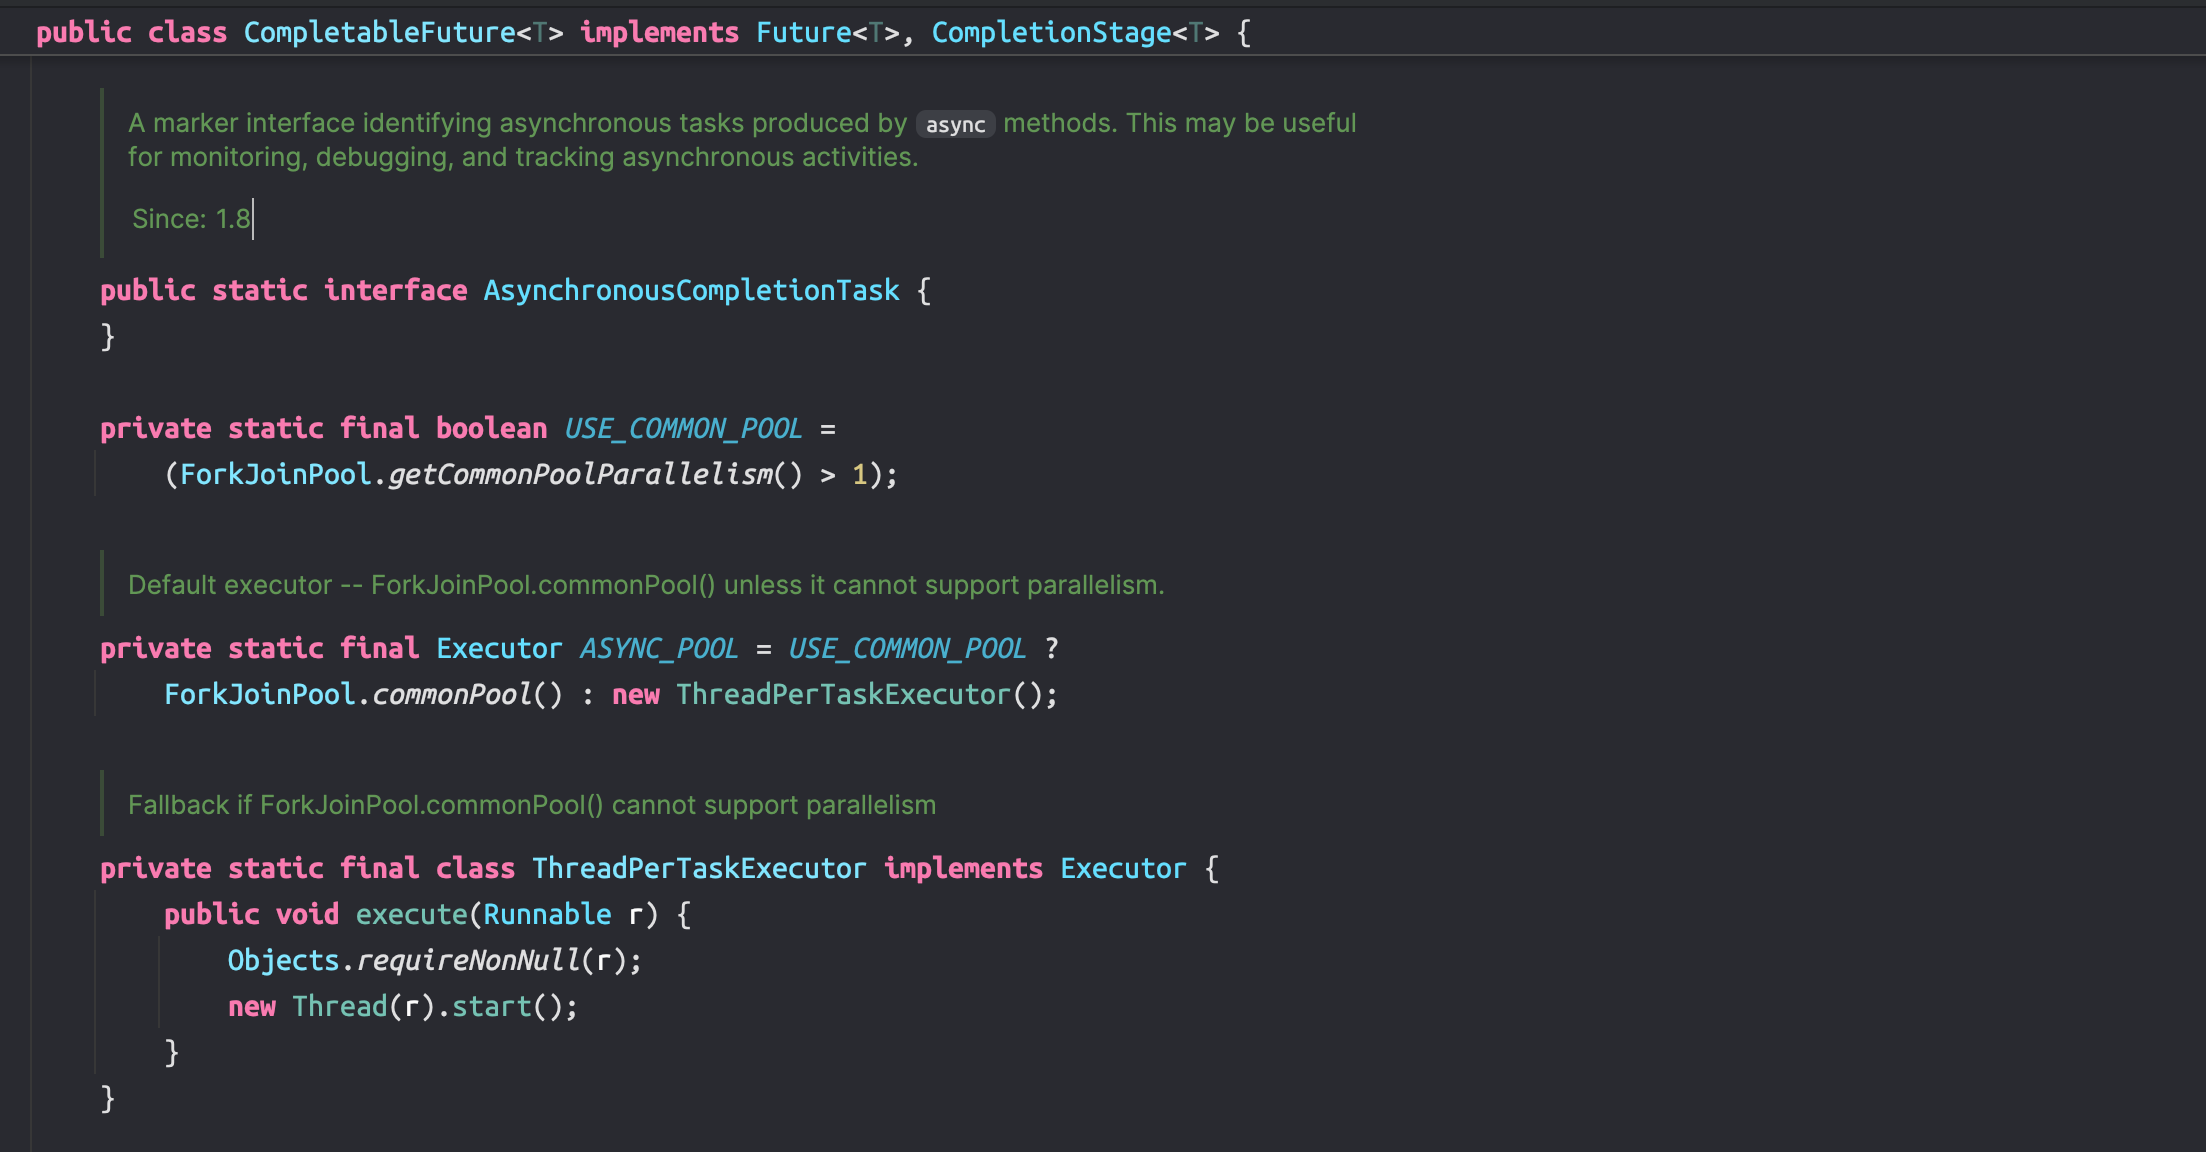 public class CompletableFuture<T> implements Future<T>, CompletionStage<T> {
A marker interface identifying asynchronous tasks produced by async methods. This may be useful
for monitoring, debugging, and tracking asynchronous activities.
Since: 1.8
public static interface AsynchronousCompletionTask {
}
private static final boolean USE_COMMON_POOL =
(ForkJoinPool.getCommonPoolParallelism() > 1);
Default executor -- ForkJoinPool.commonPool() unless it cannot support parallelism.
private static final Executor ASYNC_POOL = USE_COMMON_POOL ?
ForkJoinPool.commonPool() : new ThreadPerTaskExecutor();
Fallback if ForkJoinPool.commonPool() cannot support parallelism
private static final class ThreadPerTaskExecutor implements Executor {
public void execute(Runnable r) {
Objects.requireNonNull(r);
new Thread(r).start();
}
}